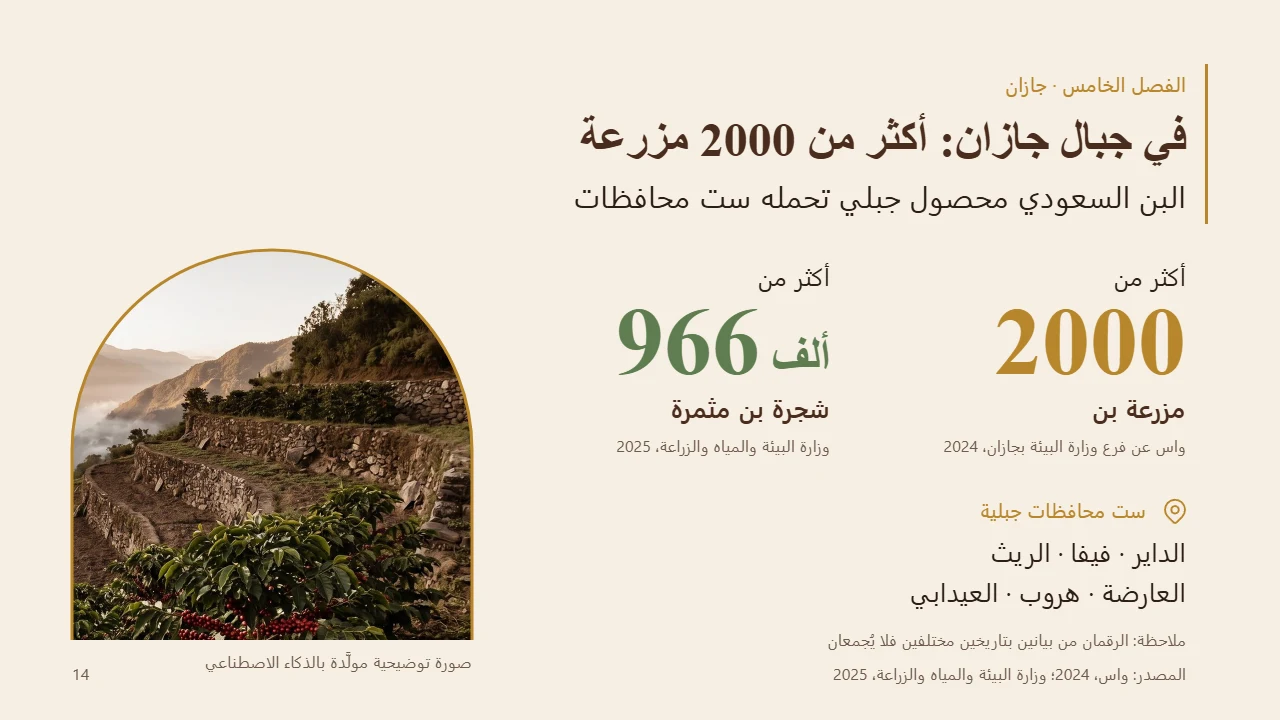 الفصل الخامس · جازان
في جبال جازان: أكثر من 2000 مزرعة
البن السعودي محصول جبلي تحمله ست محافظات
أكثر من
2000
مزرعة بن
واس عن فرع وزارة البيئة بجازان، 2024
أكثر من
ألف 966
شجرة بن مثمرة
وزارة البيئة والمياه والزراعة، 2025
ست محافظات جبلية
الداير · فيفا · الريث
العارضة · هروب · العيدابي
ملاحظة: الرقمان من بيانين بتاريخين مختلفين فلا يُجمعان
المصدر: واس، 2024؛ وزارة البيئة والمياه والزراعة، 2025
صورة توضيحية مولَّدة بالذكاء الاصطناعي
14